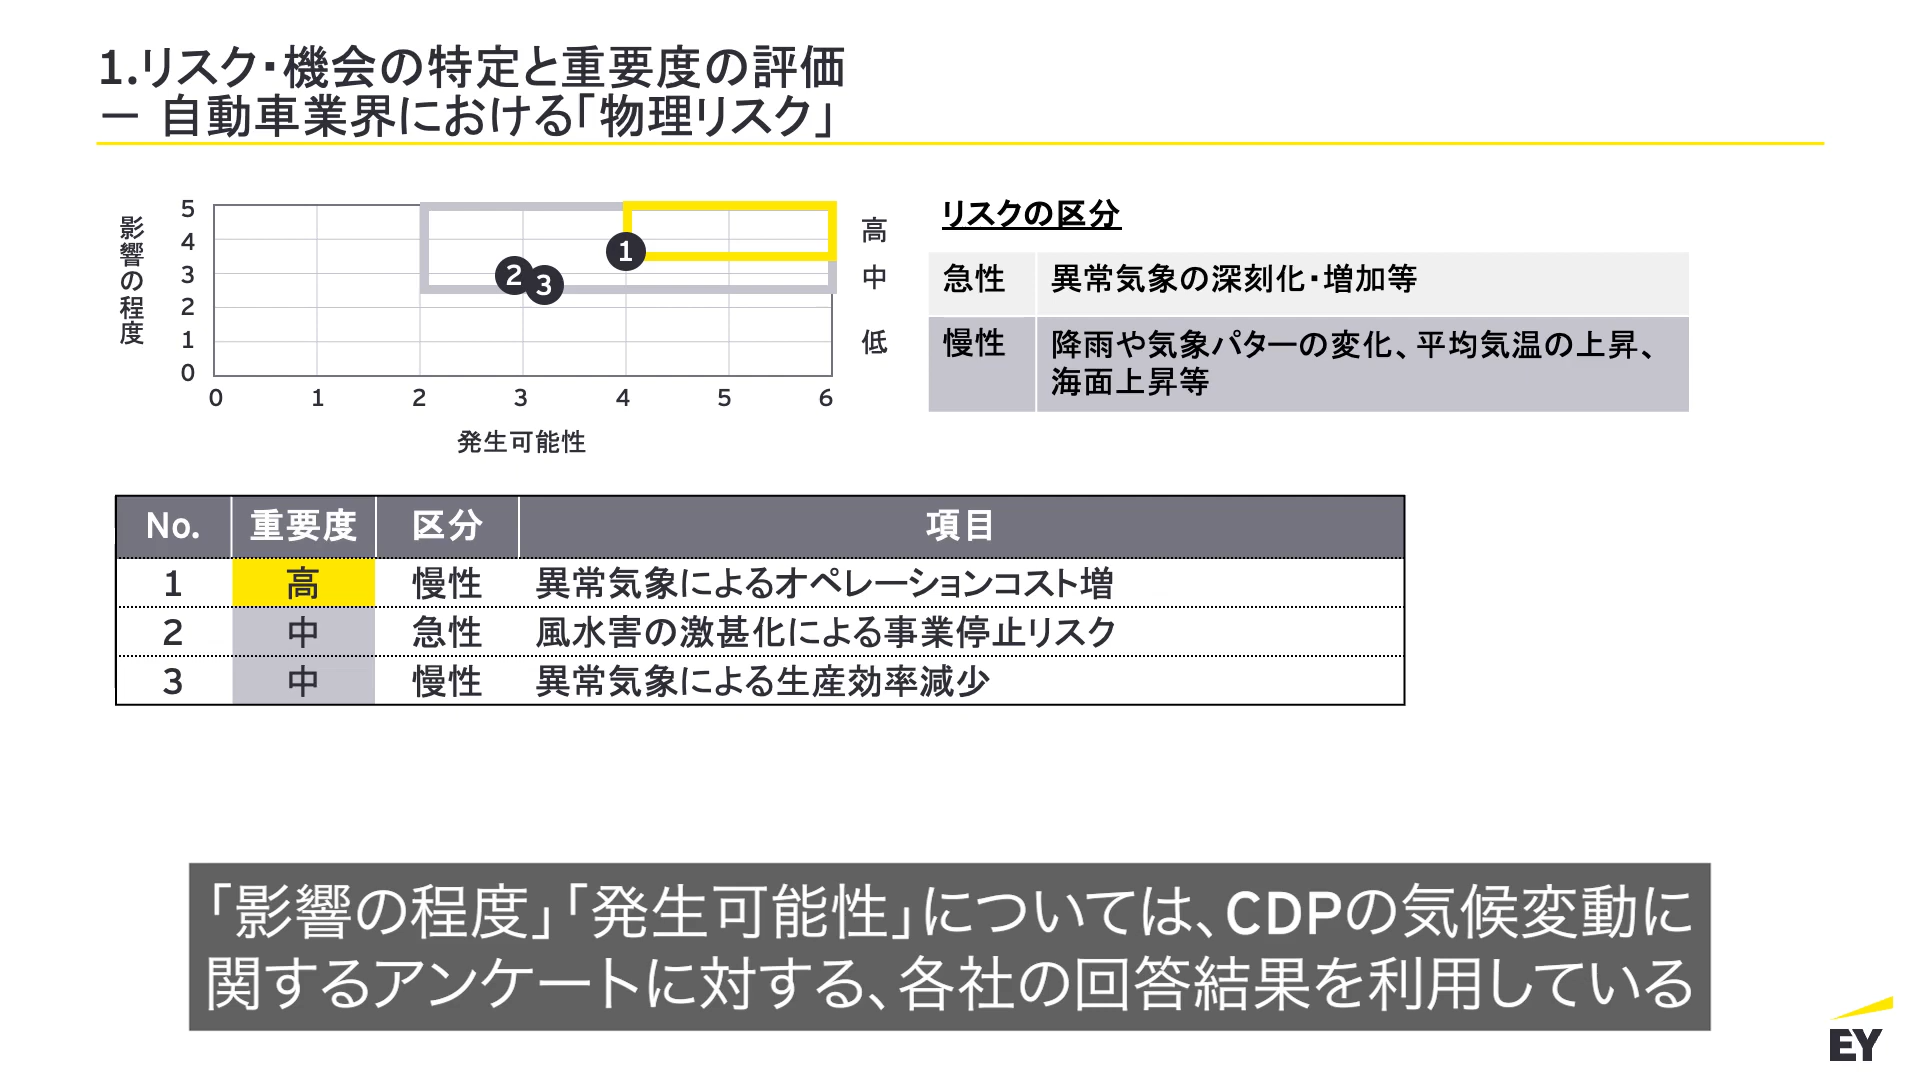 1.リスク・機会の特定と重要度の評価
－ 自動車業界における「物理リスク」
影響の程度
5
4
3
2
1
0
0 1 2 3 4 5 6
発生可能性
1
2
3
高
中
低
リスクの区分
急性 異常気象の深刻化・増加等
慢性 降雨や気象パターの変化、平均気温の上昇、
海面上昇等
No. 重要度 区分 項目
1 高 慢性 異常気象によるオペレーションコスト増
2 中 急性 風水害の激甚化による事業停止リスク
3 中 慢性 異常気象による生産効率減少
「影響の程度」「発生可能性」については、CDPの気候変動に
関するアンケートに対する、各社の回答結果を利用している
EY